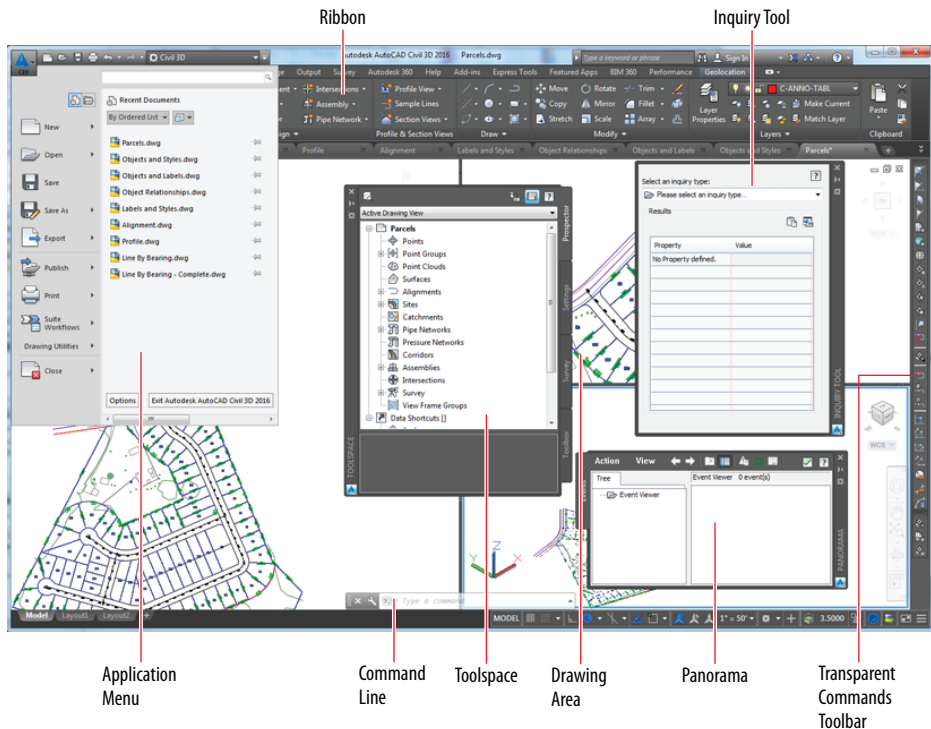 Ribbon
Inquiry Tool
Civil 3D
Autodesk AutoCAD Civil 3D 2016 Parcels.dwg
Type a keyword or phrase
Sign In
Output Survey Autodesk 360 Help Add-ins Express Tools Featured Apps BIM 360 Performance Geolocation
Recent Documents
By Ordered List
Parcels.dwg
Objects and Styles.dwg
Objects and Labels.dwg
Object Relationships.dwg
Labels and Styles.dwg
Alignment.dwg
Profile.dwg
Line By Bearing.dwg
Line By Bearing - Complete.dwg
New
Open
Save
Save As
Export
Publish
Print
Suite
Workflows
Drawing Utilities
Close
Options
Exit Autodesk AutoCAD Civil 3D 2016
Intersections
Assembly
Pipe Network
Profile View
Sample Lines
Section Views
Profile & Section Views
Draw
Move
Rotate
Trim
Copy
Mirror
Fillet
Stretch
Scale
Array
Modify
Layer
Properties
C-ANNO-TABL
Make Current
Match Layer
Layers
Paste
Clipboard
Profile
Alignment
Labels and Styles
Object Relationships
Objects and Labels
Objects and Styles
Parcels*
Active Drawing View
Parcels
Points
Point Groups
Point Clouds
Surfaces
Alignments
Sites
Catchments
Pipe Networks
Pressure Networks
Corridors
Assemblies
Intersections
Survey
View Frame Groups
Data Shortcuts []
Prospector
Settings
Survey
Toolbox
TOOLSPACE
Select an inquiry type:
Please select an inquiry type...
Results
Property Value
No Property defined.
INQUIRY TOOL
WCS
Action View
Tree
Event Viewer 0 event(s)
Event Viewer
PANORAMA
Z
Y
X
Type a command
Model Layout1 Layout2 +
MODEL
1" = 50'
3.5000
Application
Menu
Command
Line
Toolspace
Drawing
Area
Panorama
Transparent
Commands
Toolbar